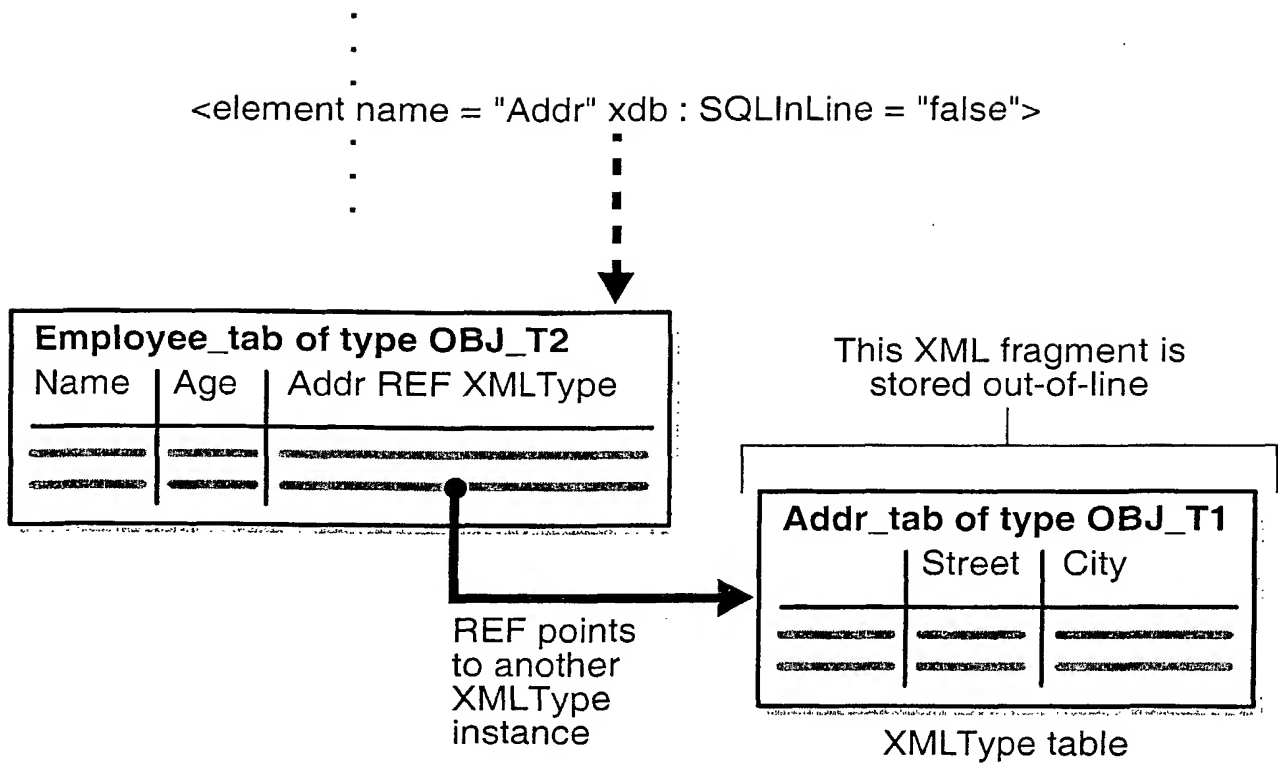 <element name = "Addr" xdb : SQLInLine = "false">
Employee_tab of type OBJ_T2
Name Age Addr REF XMLType
This XML fragment is
stored out-of-line
Addr_tab of type OBJ_T1
Street City
REF points
to another
XMLType
instance
XMLType table